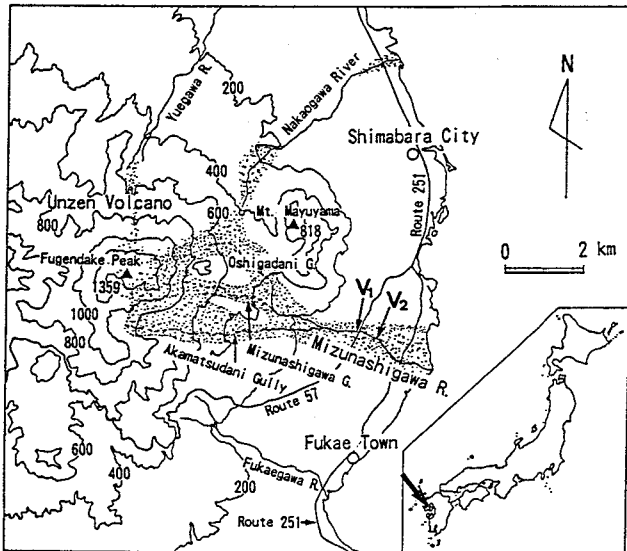 Yuegawa R.
200
Nakaogawa River
N
Shimabara City
400
Unzen Volcano
600
Mt. Mayuyama
818
Route 251
800
Fugendake Peak
1359
Oshigadani G.
0 2 km
1000
V1
V2
800
Akamatsudani Gully
Mizunashigawa G.
Mizunashigawa R.
Route 57
600
Fukae Town
400
Fukaegawa R.
200
Route 251